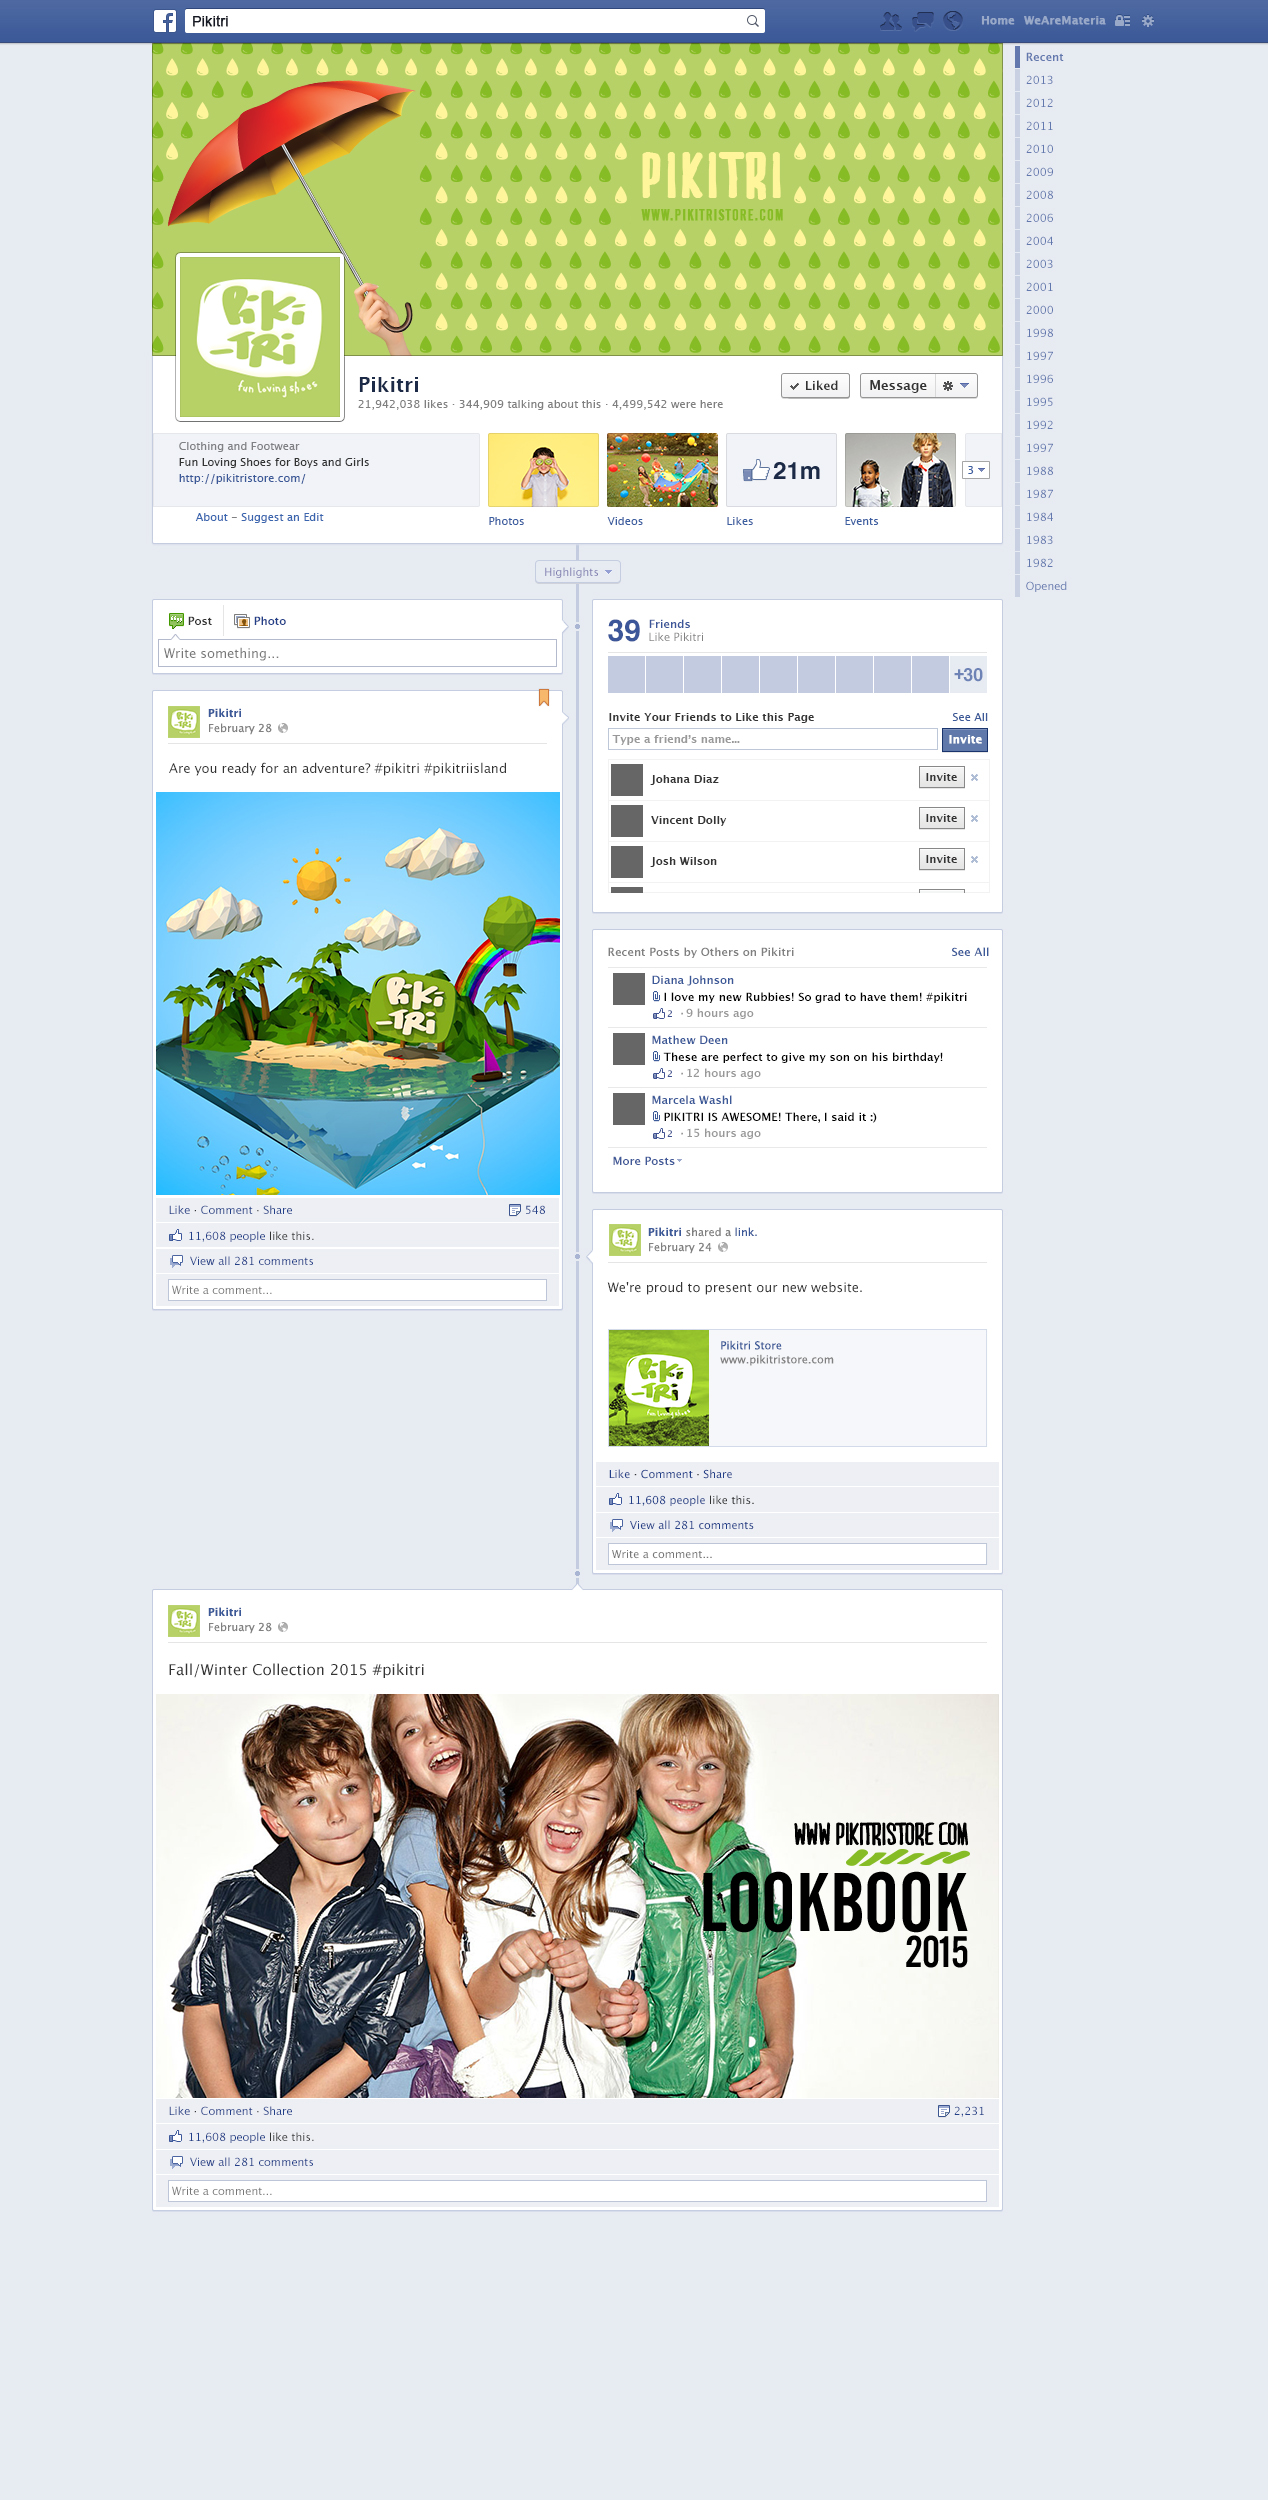 Pikitri
Home
WeAreMateria
Recent
2013
2012
2011
2010
2009
2008
2006
2004
2003
2001
2000
1998
1997
1996
1995
1992
1997
1988
1987
1984
1983
1982
Opened
PIKITRI
WWW.PIKITRISTORE.COM
PiKi
-TRi
fun loving shoes
Pikitri
21,942,038 likes · 344,909 talking about this · 4,499,542 were here
Liked
Message
Clothing and Footwear
Fun Loving Shoes for Boys and Girls
http://pikitristore.com/
About – Suggest an Edit
21m
3
Photos
Videos
Likes
Events
Highlights
Post
Photo
Write something...
Pikitri
February 28
Are you ready for an adventure? #pikitri #pikitriisland
PiKi
-TRi
Like · Comment · Share
548
11,608 people like this.
View all 281 comments
Write a comment...
39
Friends
Like Pikitri
+30
Invite Your Friends to Like this Page
See All
Type a friend's name...
Invite
Johana Diaz
Invite
Vincent Dolly
Invite
Josh Wilson
Invite
Recent Posts by Others on Pikitri
See All
Diana Johnson
I love my new Rubbies! So grad to have them! #pikitri
2 · 9 hours ago
Mathew Deen
These are perfect to give my son on his birthday!
2 · 12 hours ago
Marcela Washl
PIKITRI IS AWESOME! There, I said it :)
2 · 15 hours ago
More Posts
Pikitri shared a link.
February 24
We're proud to present our new website.
PiKi
-TRi
fun loving shoes
Pikitri Store
www.pikitristore.com
Like · Comment · Share
11,608 people like this.
View all 281 comments
Write a comment...
Pikitri
February 28
Fall/Winter Collection 2015 #pikitri
WWW PIKITRISTORE COM
LOOKBOOK
2015
Like · Comment · Share
2,231
11,608 people like this.
View all 281 comments
Write a comment...